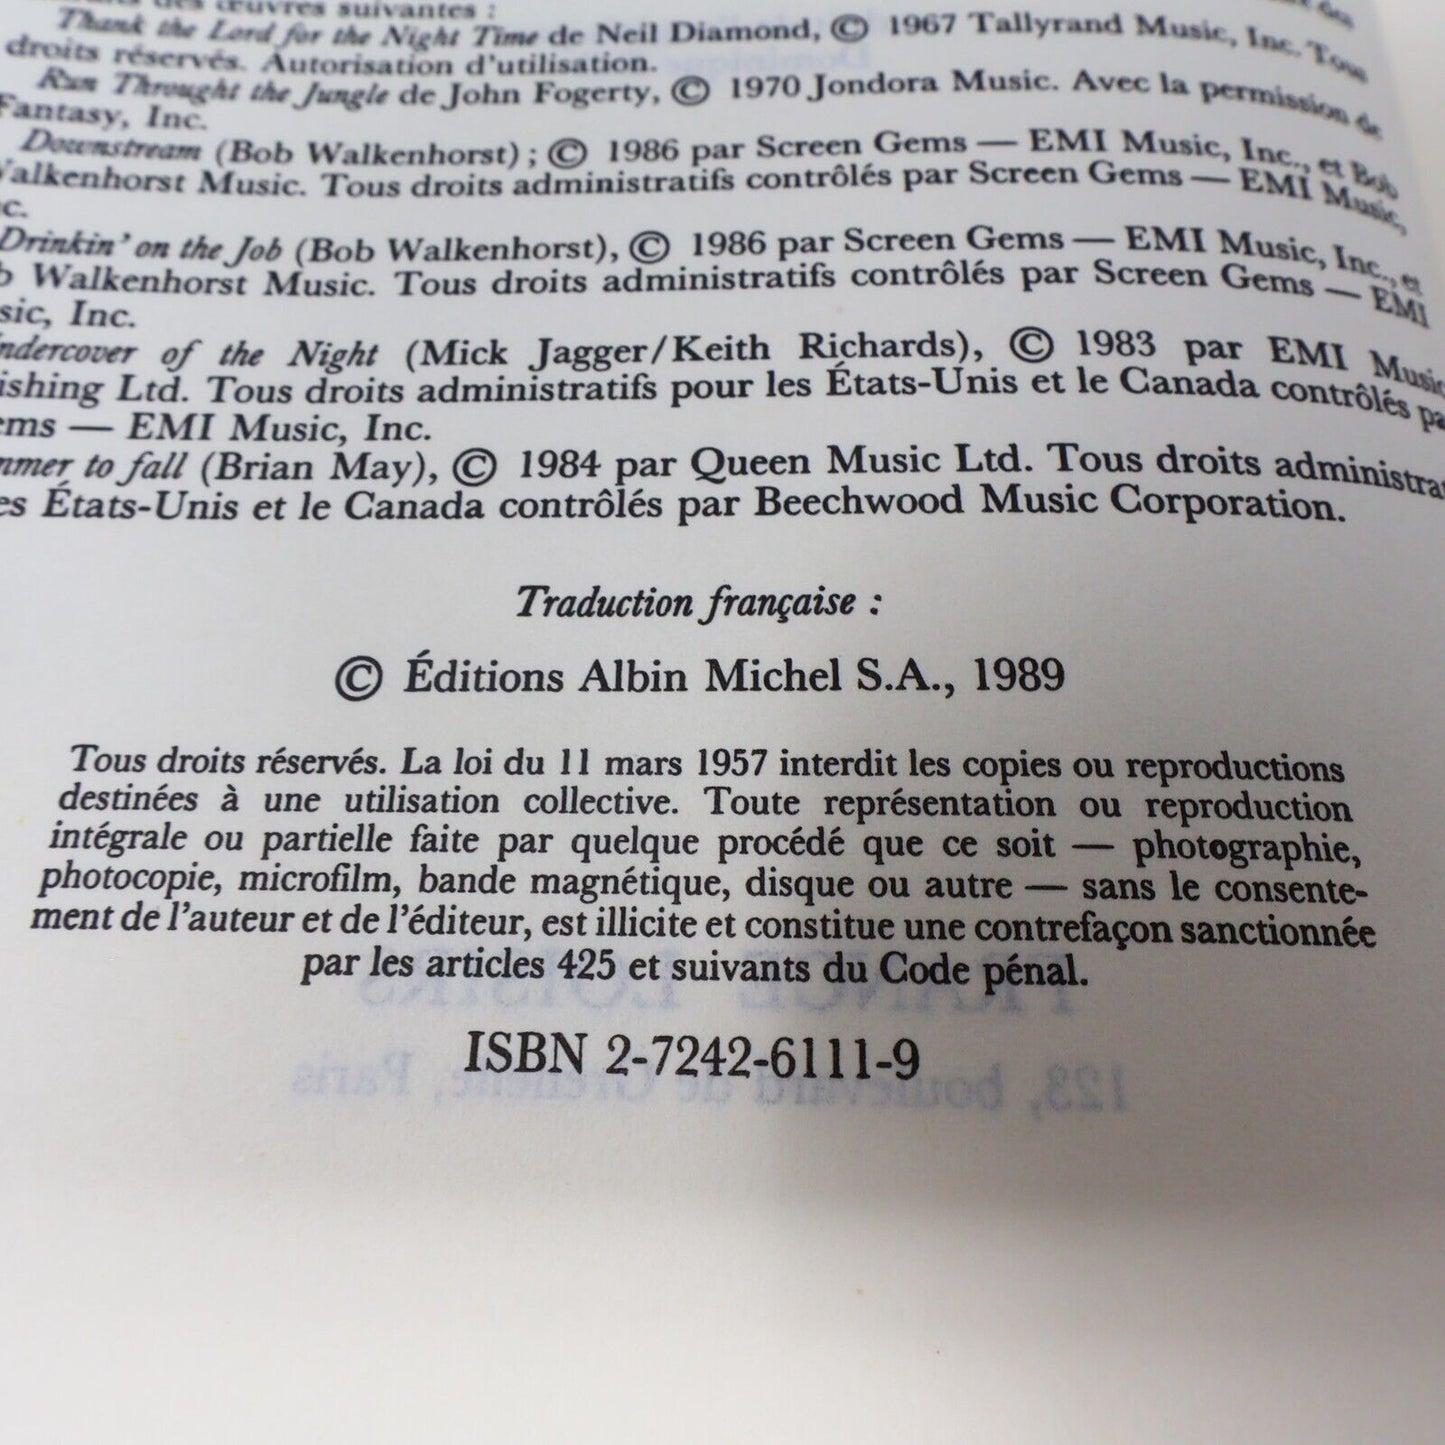 œuvres suivantes :
Thank the Lord for the Night Time de Neil Diamond, © 1967 Tallyrand Music, Inc. Tous
droits réservés. Autorisation d'utilisation.
Run Throught the Jungle de John Fogerty, © 1970 Jondora Music. Avec la permission de
Fantasy, Inc.
Downstream (Bob Walkenhorst) ; © 1986 par Screen Gems — EMI Music, Inc., et Bob
Walkenhorst Music. Tous droits administratifs contrôlés par Screen Gems — EMI Music,
c.
Drinkin' on the Job (Bob Walkenhorst), © 1986 par Screen Gems — EMI Music, Inc., et
b Walkenhorst Music. Tous droits administratifs contrôlés par Screen Gems — EMI
sic, Inc.
ndercover of the Night (Mick Jagger/Keith Richards), © 1983 par EMI Music
ishing Ltd. Tous droits administratifs pour les États-Unis et le Canada contrôlés pa
ems — EMI Music, Inc.
mmer to fall (Brian May), © 1984 par Queen Music Ltd. Tous droits administrat
es États-Unis et le Canada contrôlés par Beechwood Music Corporation.
Traduction française :
© Éditions Albin Michel S.A., 1989
Tous droits réservés. La loi du 11 mars 1957 interdit les copies ou reproductions
destinées à une utilisation collective. Toute représentation ou reproduction
intégrale ou partielle faite par quelque procédé que ce soit — photographie,
photocopie, microfilm, bande magnétique, disque ou autre — sans le consente-
ment de l'auteur et de l'éditeur, est illicite et constitue une contrefaçon sanctionnée
par les articles 425 et suivants du Code pénal.
ISBN 2-7242-6111-9